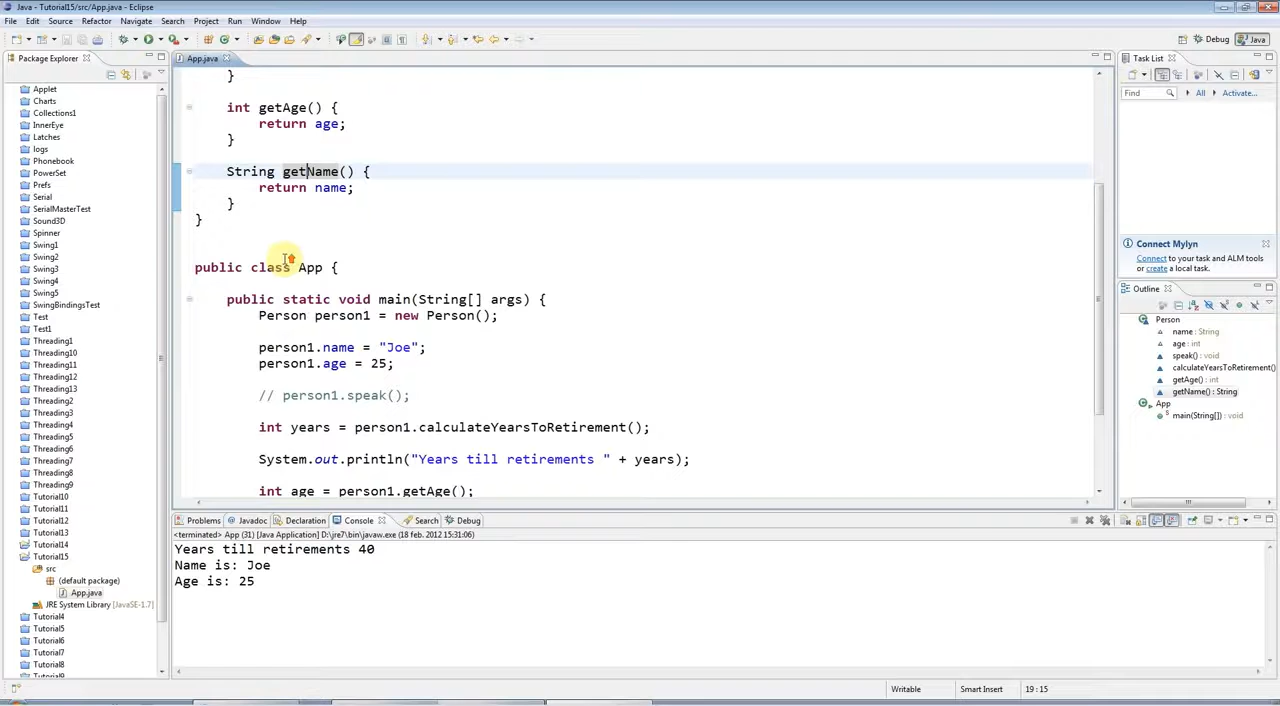 Java - Tutorial15/src/App.java - Eclipse
File Edit Source Refactor Navigate Search Project Run Window Help
Debug Java
Package Explorer
App.java
Task List
Find All Activate...
Applet
Charts
Collections1
InnerEye
Latches
logs
Phonebook
PowerSet
Prefs
Serial
SerialMasterTest
Sound3D
Spinner
Swing1
Swing2
Swing3
Swing4
Swing5
SwingBindingsTest
Test
Test1
Threading1
Threading10
Threading11
Threading12
Threading13
Threading2
Threading3
Threading4
Threading5
Threading6
Threading7
Threading8
Threading9
Tutorial10
Tutorial11
Tutorial12
Tutorial13
Tutorial14
Tutorial15
src
(default package)
App.java
JRE System Library [JavaSE-1.7]
Tutorial4
Tutorial5
Tutorial6
Tutorial7
Tutorial8
Tutorial9
}
int getAge() {
return age;
}
String getName() {
return name;
}
}
public class App {
public static void main(String[] args) {
Person person1 = new Person();
person1.name = "Joe";
person1.age = 25;
// person1.speak();
int years = person1.calculateYearsToRetirement();
System.out.println("Years till retirements " + years);
int age = person1.getAge();
Connect Mylyn
Connect to your task and ALM tools
or create a local task.
Outline
Person
name : String
age : int
speak() : void
calculateYearsToRetirement()
getAge() : int
getName() : String
App
main(String[]) : void
Problems Javadoc Declaration Console Search Debug
<terminated> App (31) [Java Application] D:\jre7\bin\javaw.exe (18 feb. 2012 15:31:06)
Years till retirements 40
Name is: Joe
Age is: 25
Writable Smart Insert 19 : 15